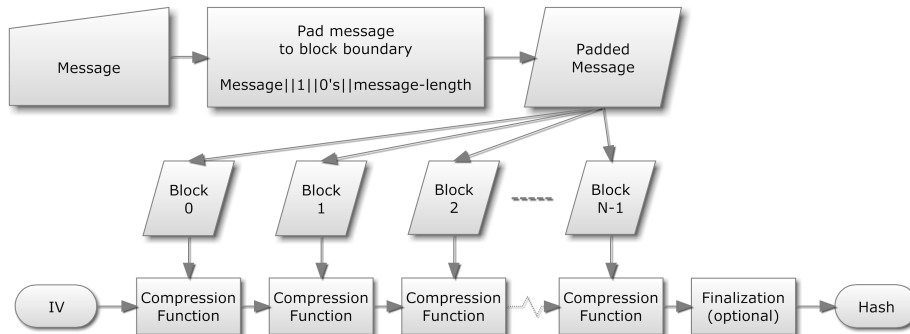 Message
Pad message
to block boundary
Message||1||0's||message-length
Padded
Message
Block
0
Block
1
Block
2
Block
N-1
IV
Compression
Function
Compression
Function
Compression
Function
Compression
Function
Finalization
(optional)
Hash